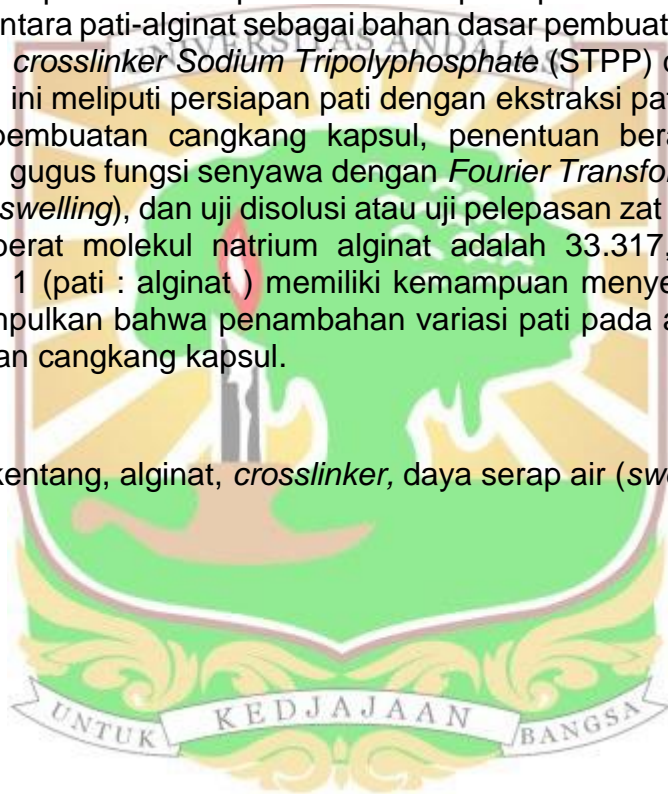 ntara pati-alginat sebagai bahan dasar pembuat
UNIVERSITAS ANDALAS
crosslinker Sodium Tripolyphosphate (STPP)
ini meliputi persiapan pati dengan ekstraksi pat
pembuatan cangkang kapsul, penentuan bera
gugus fungsi senyawa dengan Fourier Transfor
swelling), dan uji disolusi atau uji pelepasan zat
berat molekul natrium alginat adalah 33.317,
1 (pati : alginat ) memiliki kemampuan menye
mpulkan bahwa penambahan variasi pati pada a
an cangkang kapsul.
kentang, alginat, crosslinker, daya serap air (swe
UNTUK KEDJAJAAN BANGSA